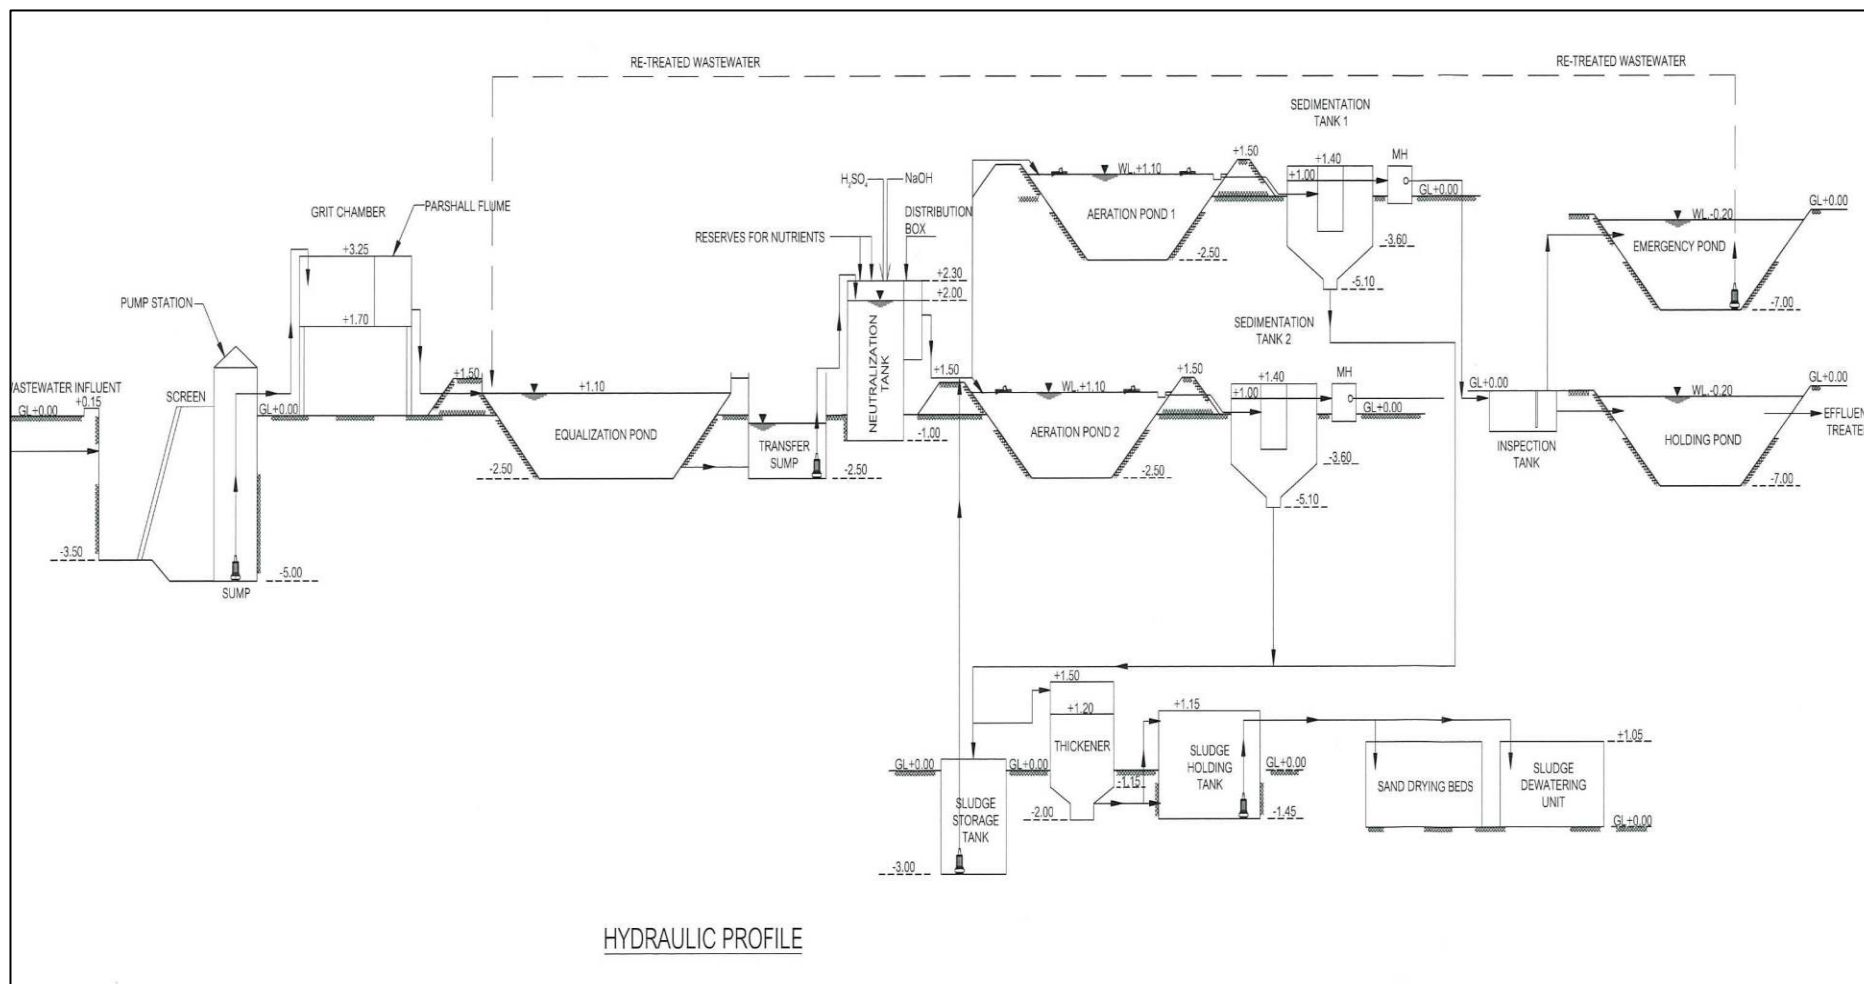 RE-TREATED WASTEWATER
RE-TREATED WASTEWATER
SEDIMENTATION
TANK 1
+1.50
+1.40
MH
WL.+1.10
+1.00
GL+0.00
AERATION POND 1
-3.60
-2.50
-5.10
H2SO4
NaOH
DISTRIBUTION
BOX
RESERVES FOR NUTRIENTS
+2.30
+2.00
NEUTRALIZATION
TANK
-1.00
GL+0.00
WL.-0.20
EMERGENCY POND
-7.00
GRIT CHAMBER
PARSHALL FLUME
+3.25
+1.70
PUMP STATION
WASTEWATER INFLUENT
GL+0.00
+0.15
SCREEN
GL+0.00
-3.50
-5.00
SUMP
+1.50
+1.10
EQUALIZATION POND
-2.50
TRANSFER
SUMP
-2.50
SEDIMENTATION
TANK 2
+1.50
WL.+1.10
+1.50
+1.00
+1.40
MH
GL+0.00
AERATION POND 2
-2.50
-3.60
-5.10
GL+0.00
INSPECTION
TANK
WL.-0.20
GL+0.00
HOLDING POND
EFFLUEN
TREATE
-7.00
+1.50
+1.20
THICKENER
GL+0.00
GL+0.00
-1.15
-2.00
SLUDGE
STORAGE
TANK
-3.00
+1.15
SLUDGE
HOLDING
TANK
GL+0.00
-1.45
SAND DRYING BEDS
+1.05
SLUDGE
DEWATERING
UNIT
GL+0.00
HYDRAULIC PROFILE